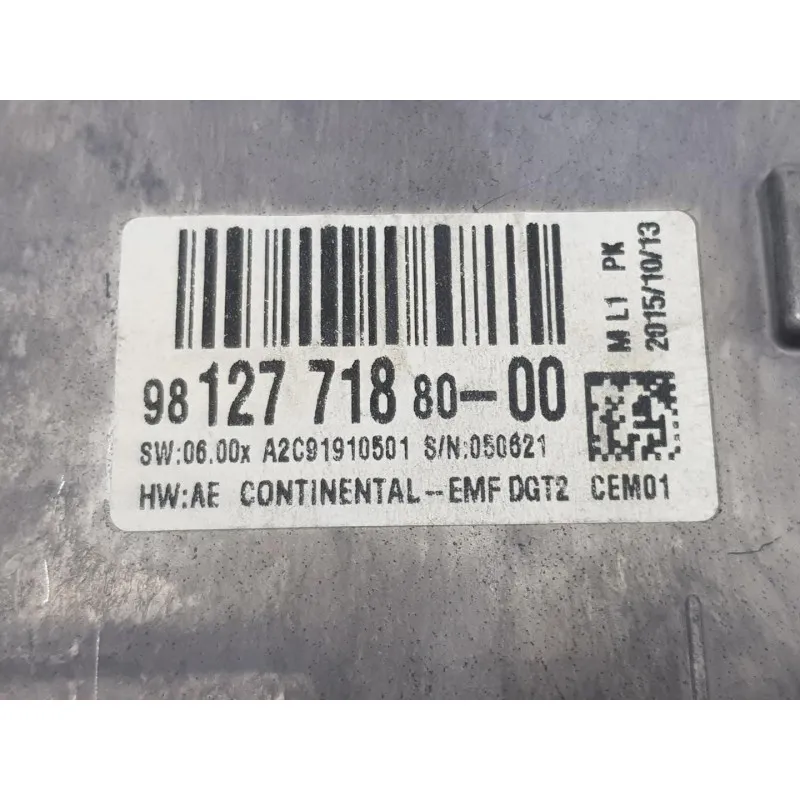 98 127 718 80-00
SW:06.00x A2C91910501 S/N:050621
HW:AE CONTINENTAL-EMF DGT2 CEM01
M L1 PK
2015/10/13